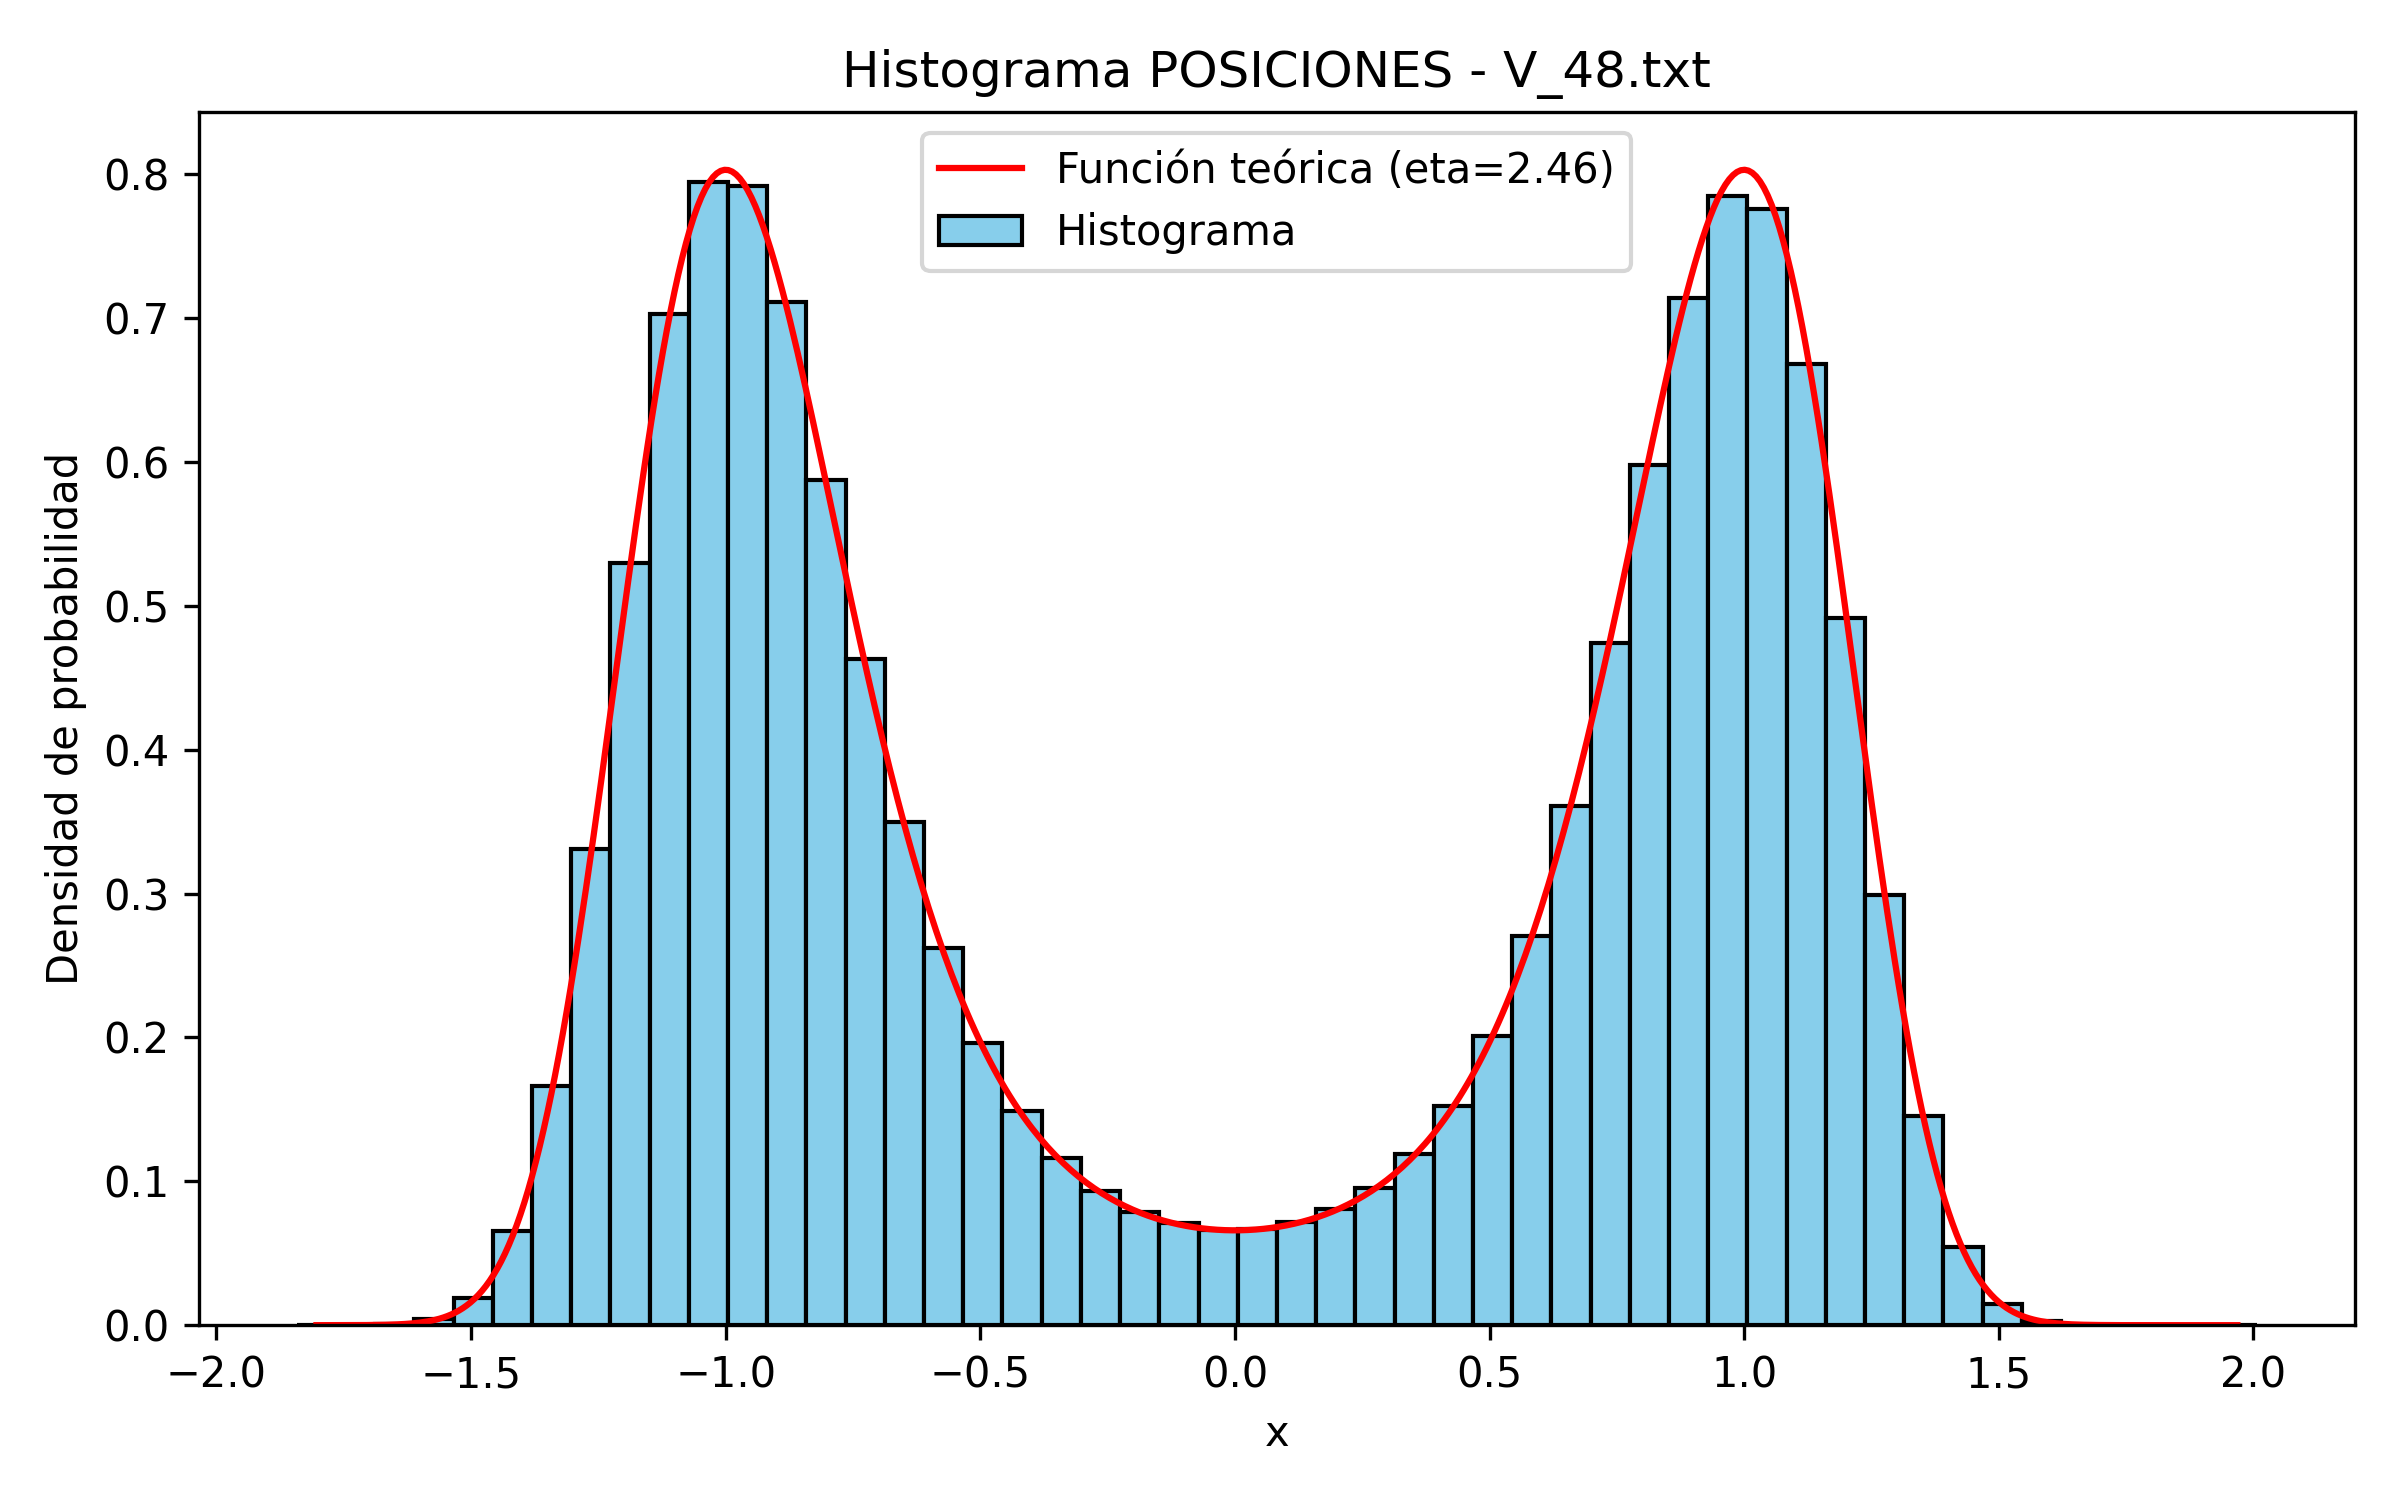 Histograma POSICIONES - V_48.txt
Función teórica (eta=2.46)
Histograma
Densidad de probabilidad
0.8
0.7
0.6
0.5
0.4
0.3
0.2
0.1
0.0
−2.0 −1.5 −1.0 −0.5 0.0 0.5 1.0 1.5 2.0
x